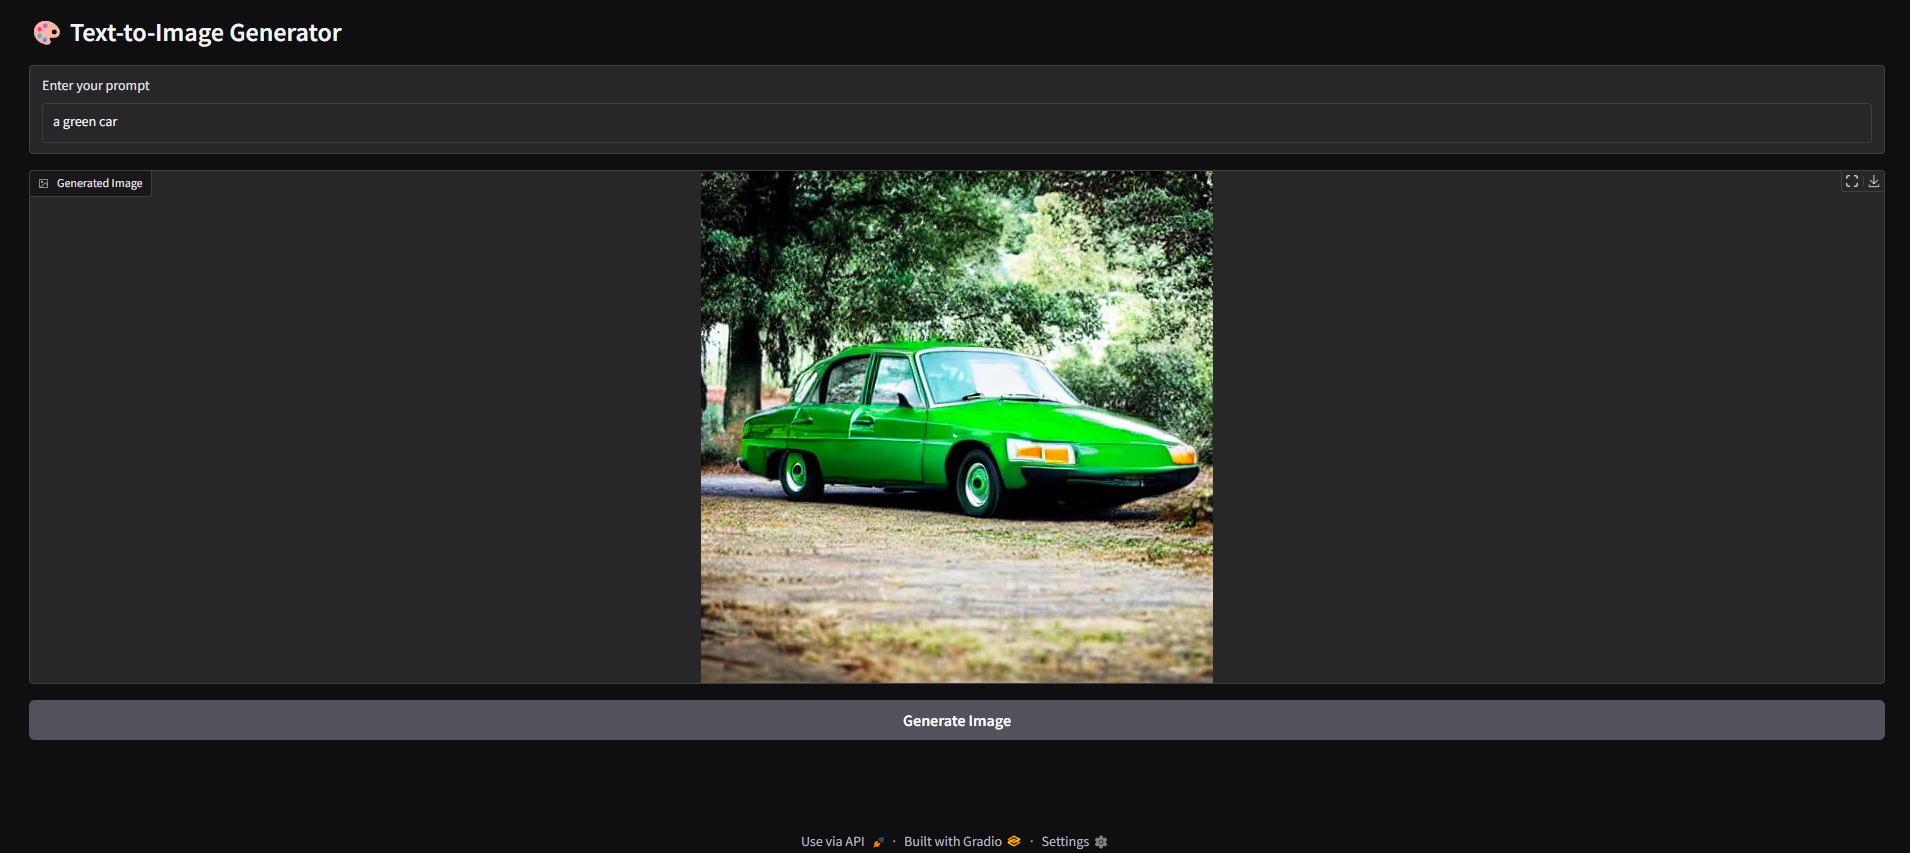 Text-to-Image Generator
Enter your prompt
a green car
Generated Image
Generate Image
Use via API · Built with Gradio · Settings